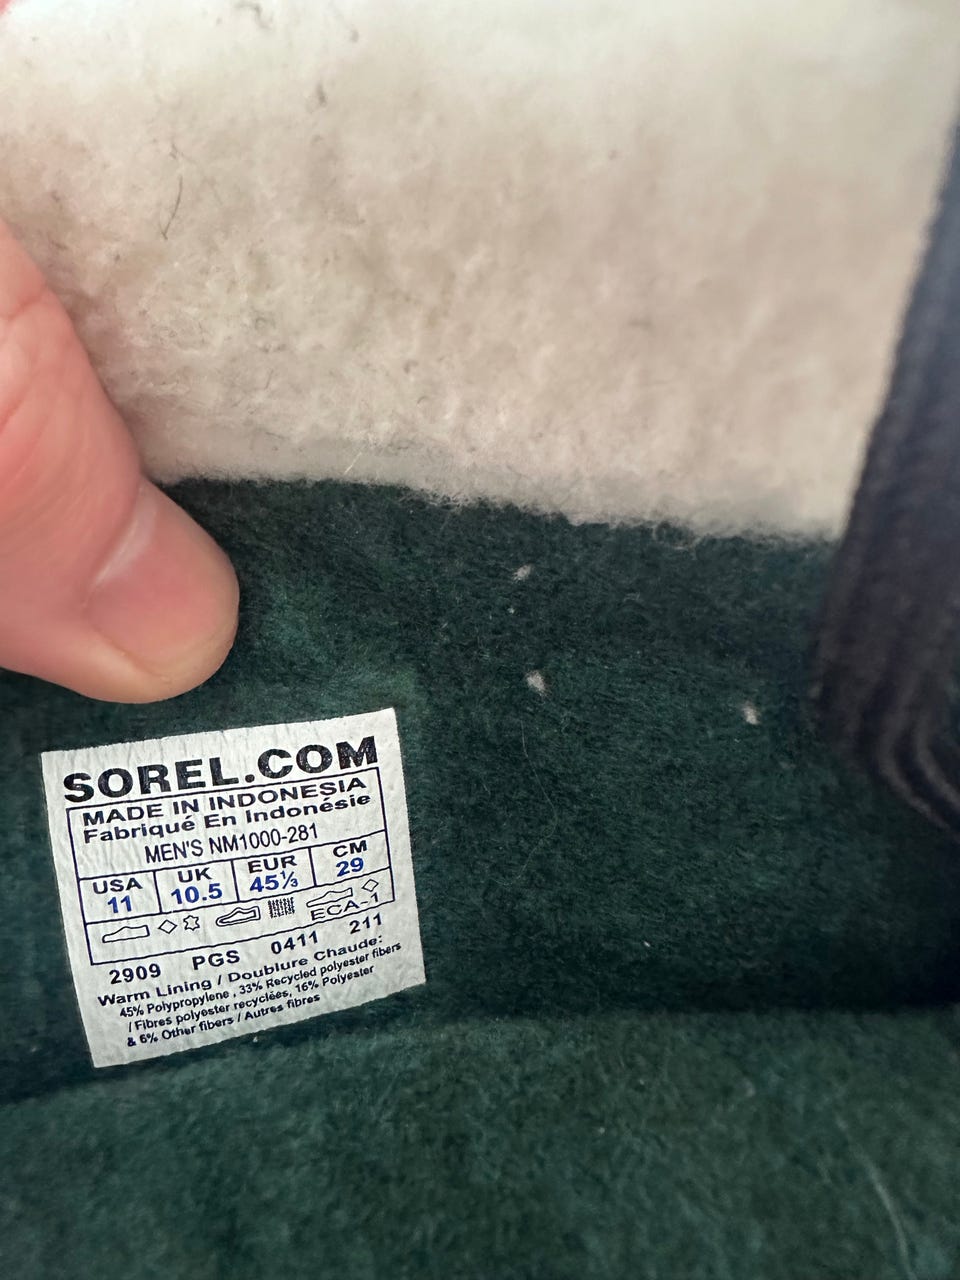 SOREL.COM
MADE IN INDONESIA
Fabriqué En Indonésie
MEN'S NM1000-281
USA UK EUR CM
11 10.5 45⅓ 29
ECA-1
2909 PGS 0411 211
Warm Lining / Doublure Chaude:
45% Polypropylene , 33% Recycled polyester fibers
/ Fibres polyester recyclées, 16% Polyester
& 6% Other fibers / Autres fibres